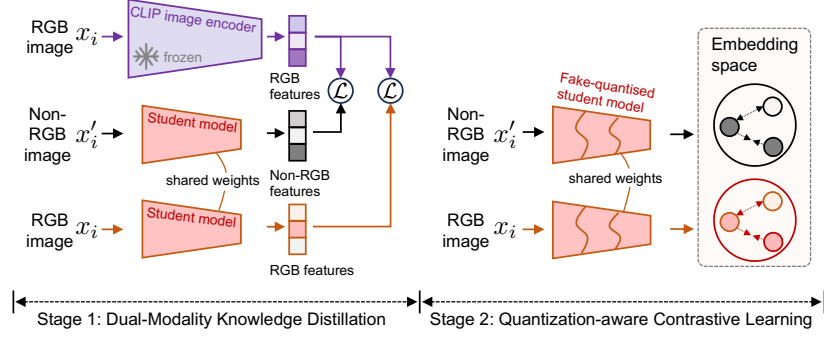 RGB
image x_i
CLIP image encoder
frozen
RGB
features
ℒ
ℒ
Non-
RGB
image x'_i
Student model
Non-RGB
features
shared weights
RGB
image x_i
Student model
RGB features
Stage 1: Dual-Modality Knowledge Distillation
Non-
RGB
image x'_i
Fake-quantised
student model
shared weights
RGB
image x_i
Embedding
space
Stage 2: Quantization-aware Contrastive Learning